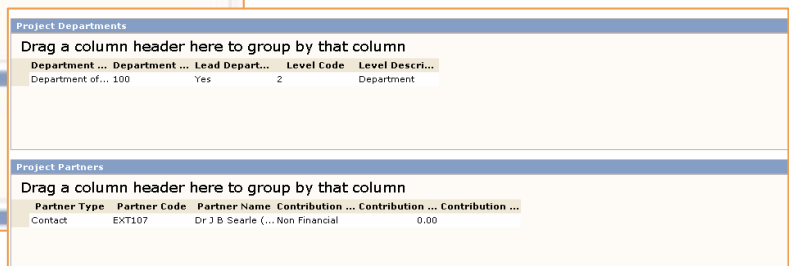 Project Departments
Drag a column header here to group by that column
Department ... Department ... Lead Depart... Level Code Level Descri...
Department of... 100 Yes 2 Department
Project Partners
Drag a column header here to group by that column
Partner Type Partner Code Partner Name Contribution ... Contribution ... Contribution ...
Contact EXT107 Dr J B Searle (... Non Financial 0.00